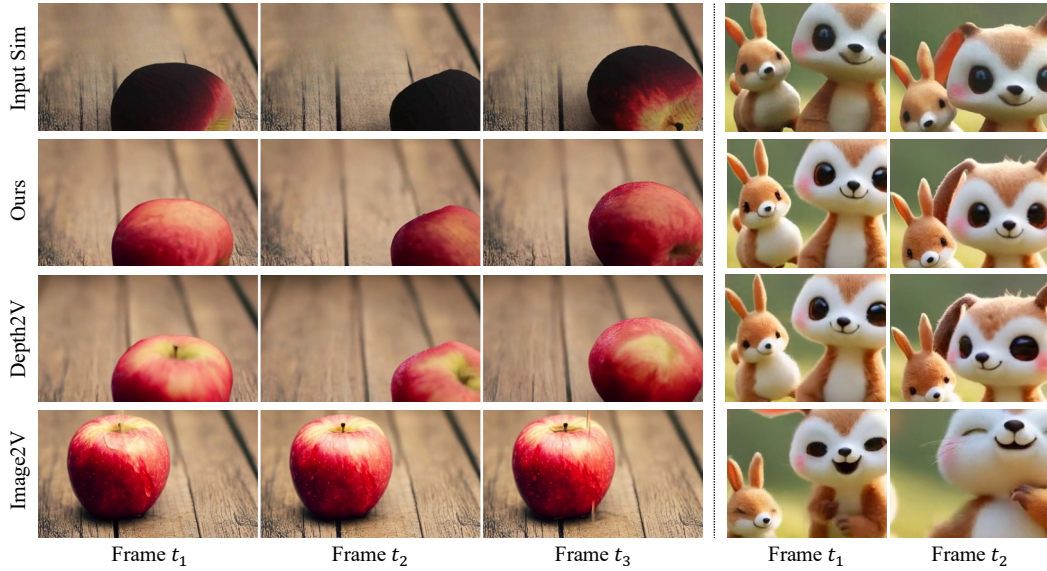 Input Sim
Ours
Depth2V
Image2V
Frame t₁
Frame t₂
Frame t₃
Frame t₁
Frame t₂